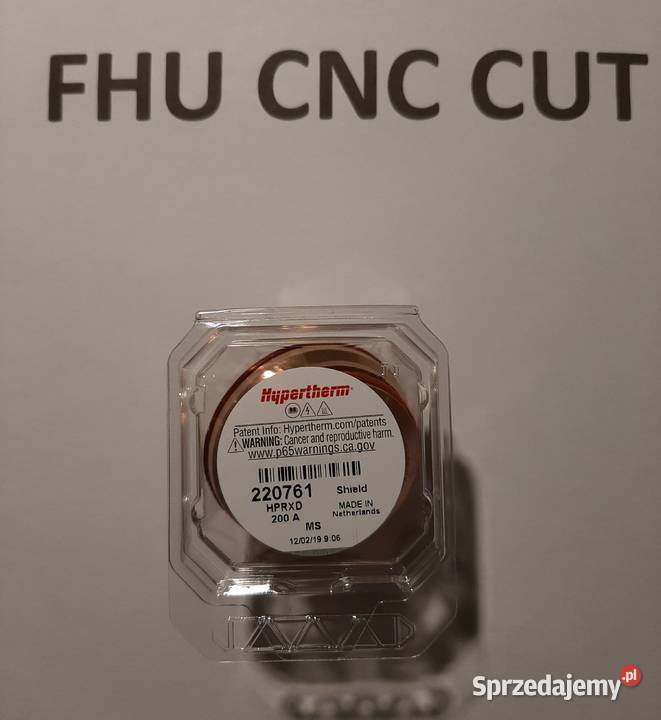 FHU CNC CUT
Hypertherm
Patent Info: Hypertherm.com/patents
WARNING: Cancer and reproductive harm.
www.p65warnings.ca.gov
220761 Shield
HPRXD MADE IN
200 A Netherlands
MS
12/02/19 9:06
Sprzedajemy.pl